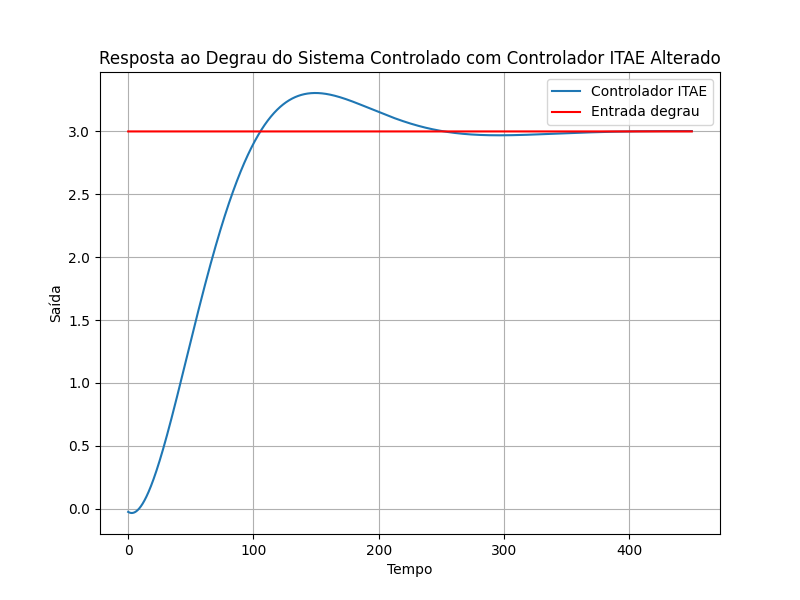 Resposta ao Degrau do Sistema Controlado com Controlador ITAE Alterado
Controlador ITAE
Entrada degrau
3.0
2.5
2.0
1.5
1.0
0.5
0.0
Saída
0 100 200 300 400
Tempo